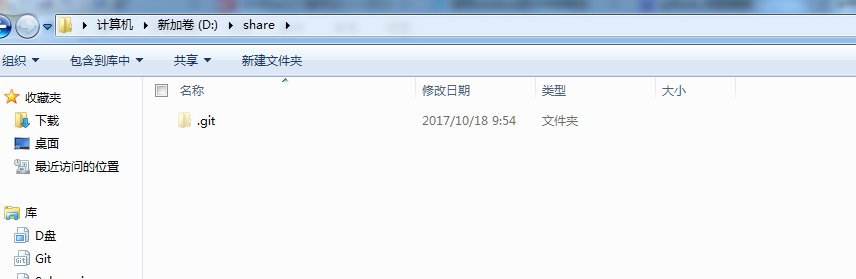 计算机 新加卷 (D:) share
组织 包含到库中 共享 新建文件夹
名称 修改日期 类型 大小
收藏夹
.git 2017/10/18 9:54 文件夹
下载
桌面
最近访问的位置
库
D盘
Git